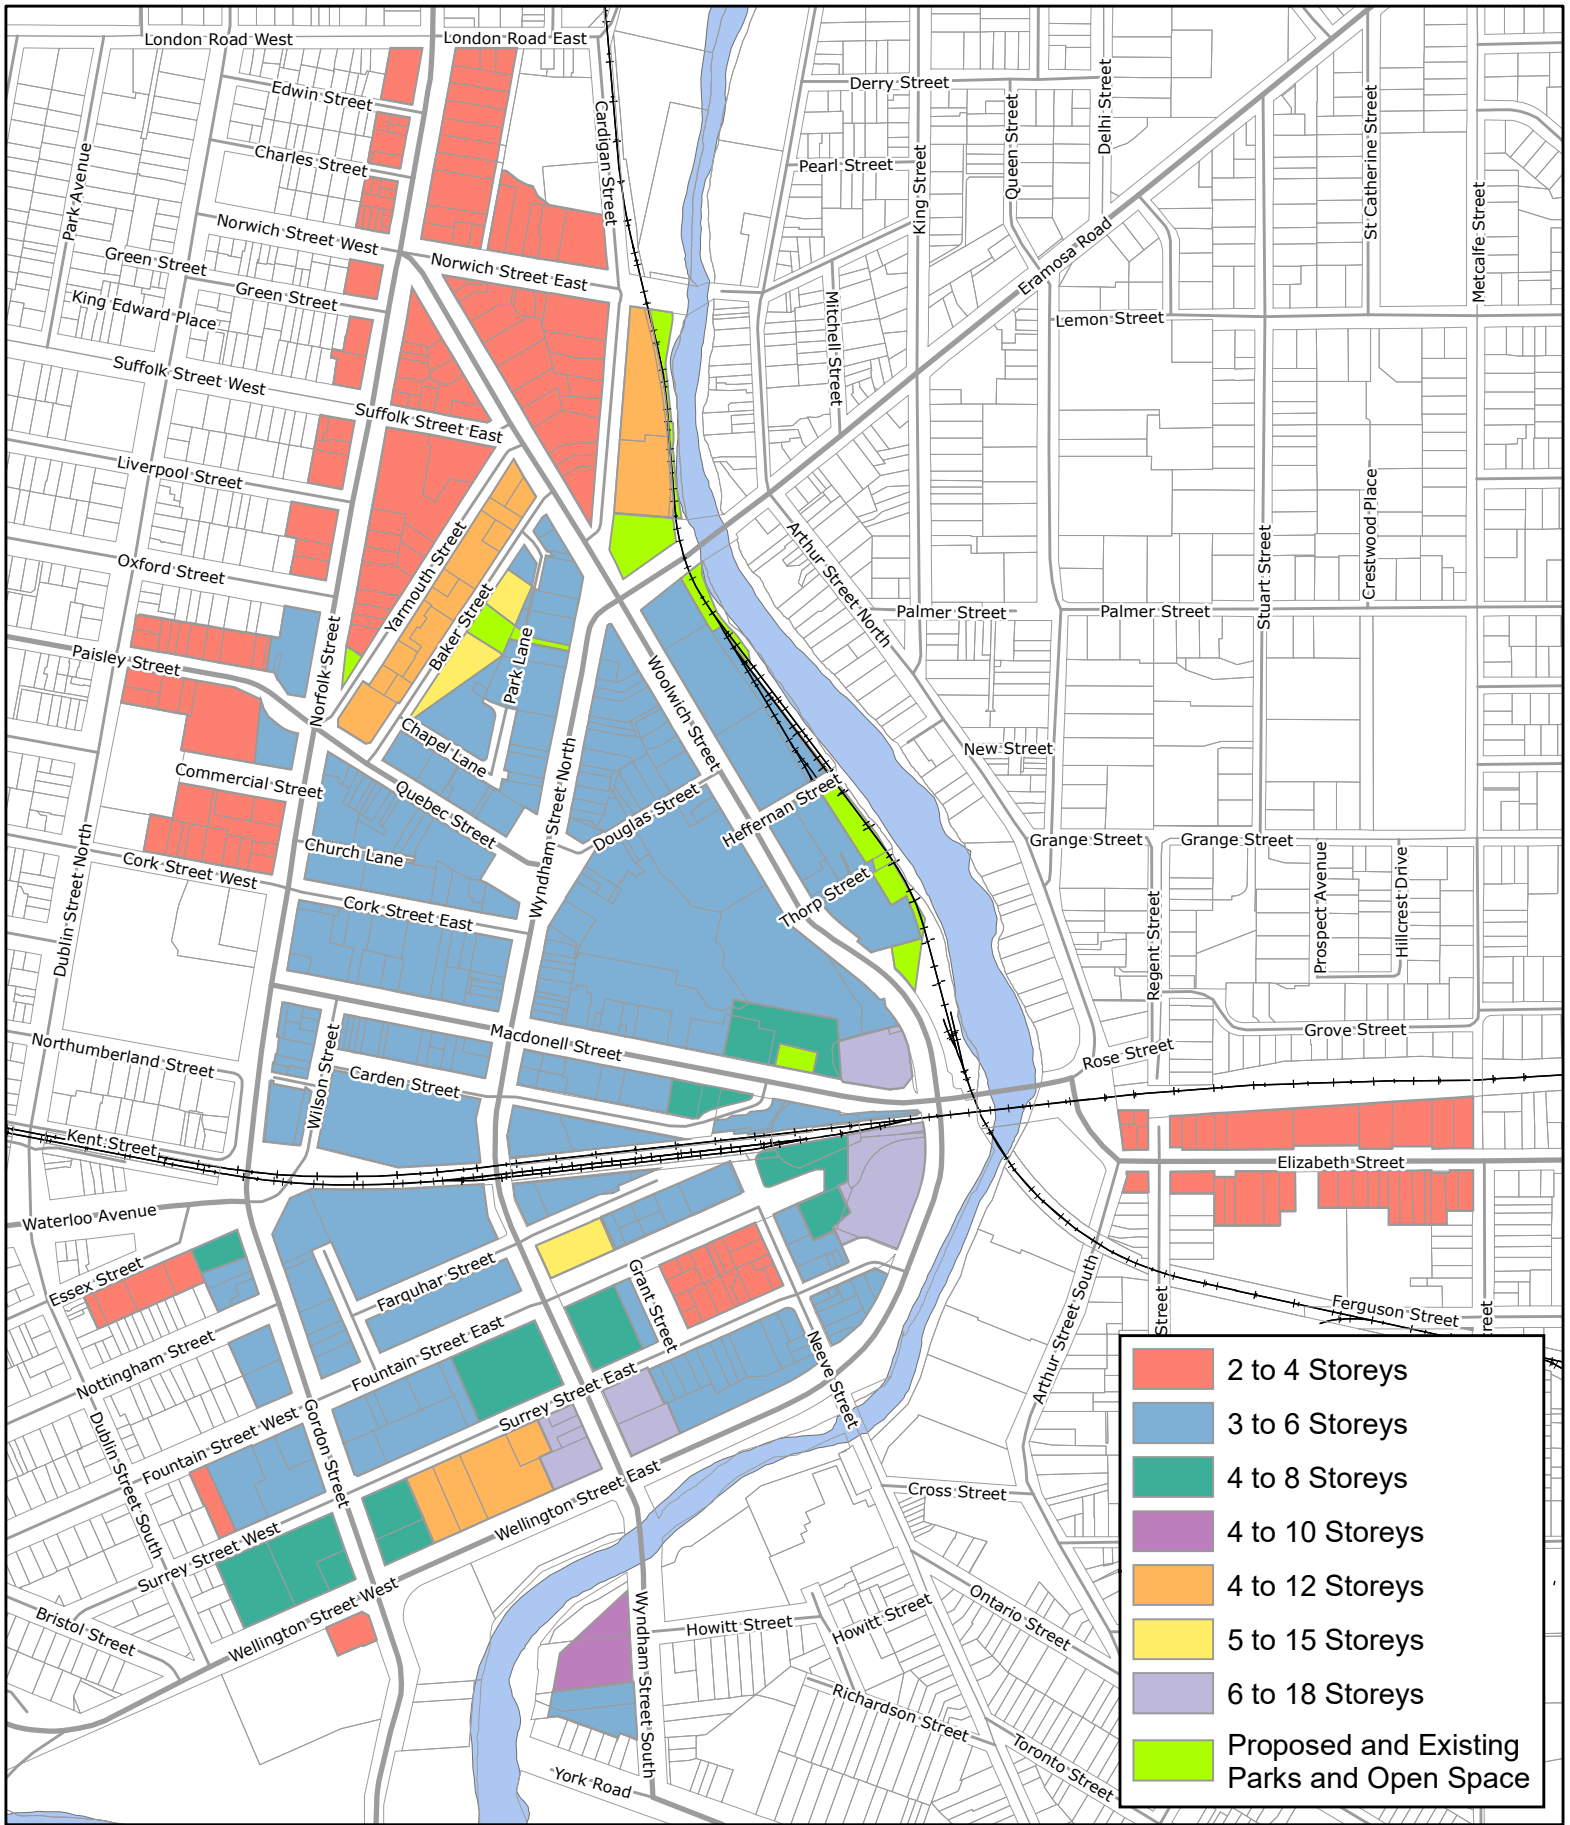 London Road West
London Road East
Edwin Street
Cardigan Street
Derry Street
Delhi Street
Queen Street
St Catherine Street
Charles Street
Park Avenue
Pearl Street
King Street
Metcalfe Street
Norwich Street West
Eramosa Road
Green Street
Norwich Street East
Green Street
King Edward Place
Mitchell Street
Lemon Street
Suffolk Street West
Suffolk Street East
Liverpool Street
Crestwood Place
Stuart Street
Arthur Street North
Yarmouth Street
Oxford Street
Baker Street
Palmer Street
Palmer Street
Norfolk Street
Paisley Street
Park Lane
Woolwich Street
Chapel Lane
New Street
Commercial Street
Wyndham Street North
Quebec Street
Douglas Street
Heffernan Street
Grange Street
Grange Street
Church Lane
Dublin Street North
Cork Street West
Thorp Street
Cork Street East
Regent Street
Prospect Avenue
Hillcrest Drive
Macdonell Street
Grove Street
Northumberland Street
Wilson Street
Carden Street
Rose Street
Kent Street
Elizabeth Street
Waterloo Avenue
Essex Street
Farquhar Street
Grant Street
Arthur Street South
Ferguson Street
Street
reet
Nottingham Street
Fountain Street East
Neeve Street
Surrey Street East
Dublin Street South
Fountain Street West
Gordon Street
Wellington Street East
Cross Street
Surrey Street West
Wellington Street West
Bristol Street
Wyndham Street South
Howitt Street
Howitt Street
Ontario Street
Richardson Street
Toronto Street
York Road
2 to 4 Storeys
3 to 6 Storeys
4 to 8 Storeys
4 to 10 Storeys
4 to 12 Storeys
5 to 15 Storeys
6 to 18 Storeys
Proposed and Existing
Parks and Open Space